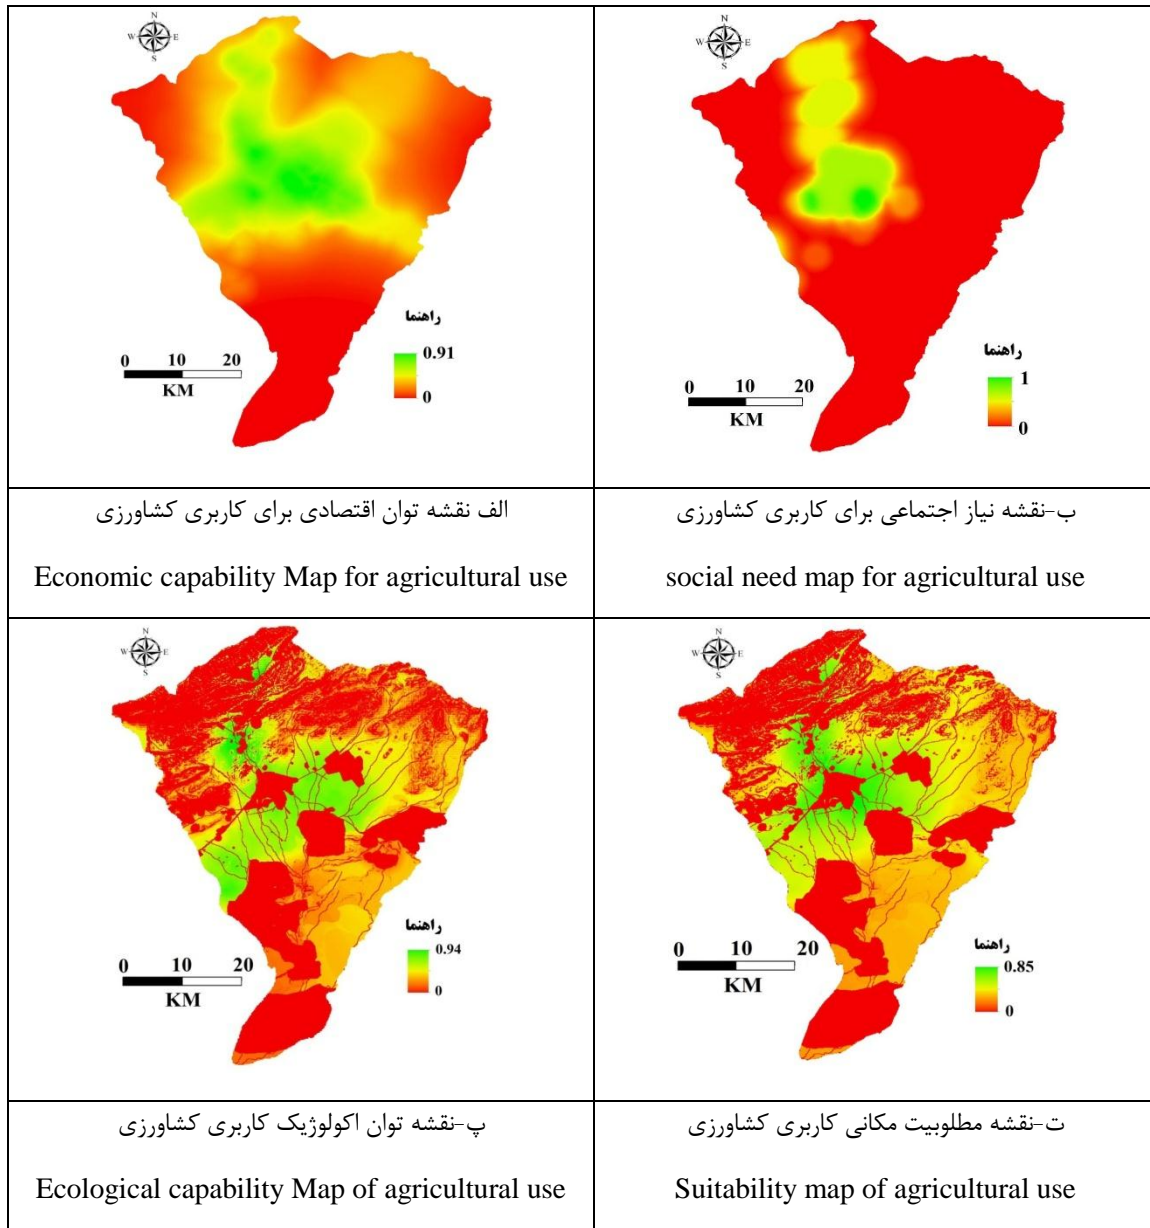 N
W E
S
راهنما
0.91
0
0 10 20
KM
N
W E
S
راهنما
1
0
0 10 20
KM
الف نقشه توان اقتصادی برای کاربری کشاورزی
Economic capability Map for agricultural use
ب-نقشه نیاز اجتماعی برای کاربری کشاورزی
social need map for agricultural use
N
W E
S
راهنما
0.94
0
0 10 20
KM
N
W E
S
راهنما
0.85
0
0 10 20
KM
پ-نقشه توان اکولوژیک کاربری کشاورزی
Ecological capability Map of agricultural use
ت-نقشه مطلوبیت مکانی کاربری کشاورزی
Suitability map of agricultural use